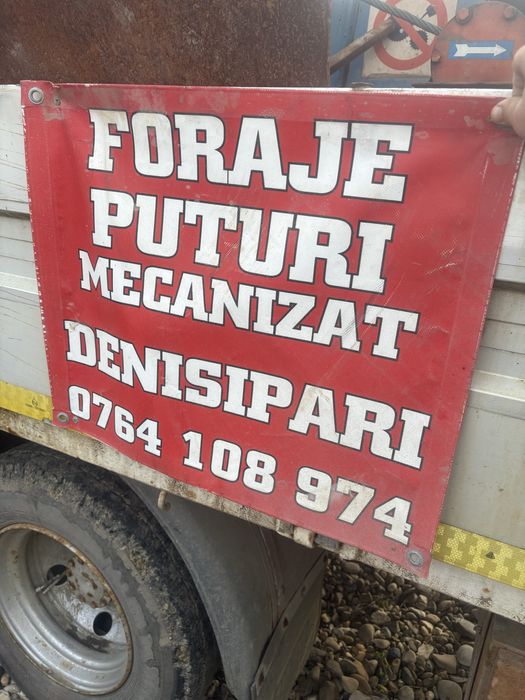 FORAJE
PUTURI
MECANIZAT
DENISIPARI
0764 108 974